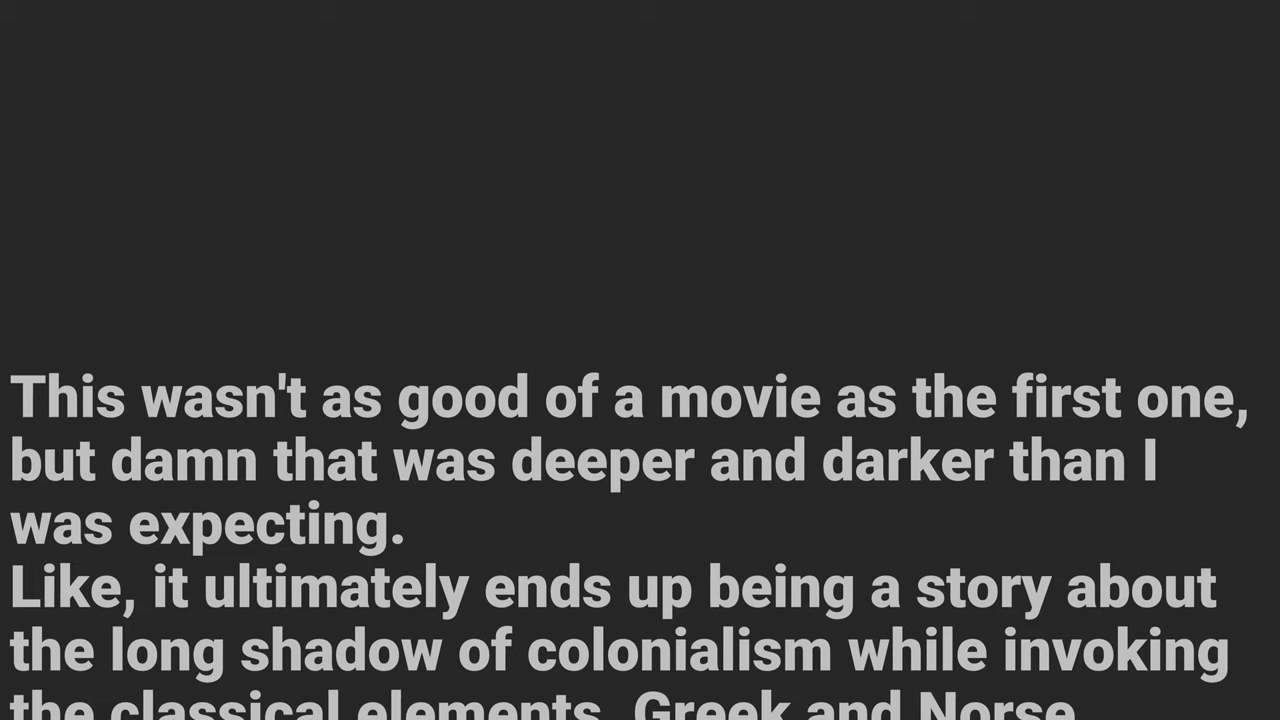 This wasn't as good of a movie as the first one,
but damn that was deeper and darker than I
was expecting.
Like, it ultimately ends up being a story about
the long shadow of colonialism while invoking
the classical elements, Greek and Norse